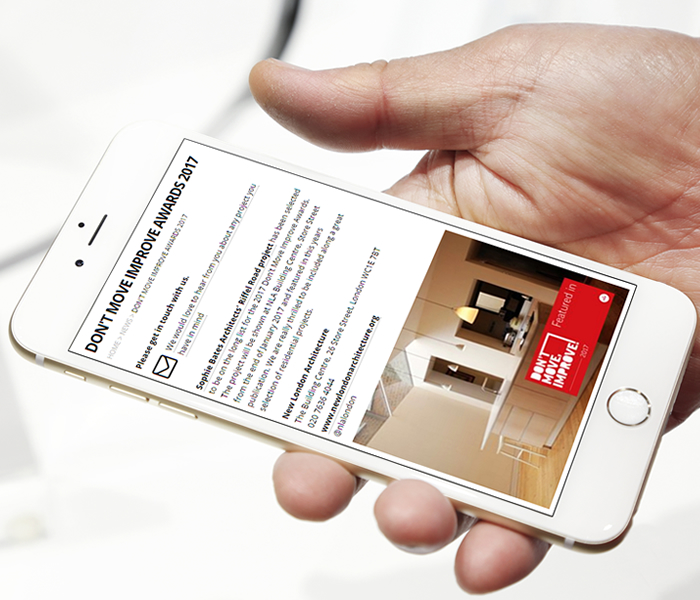 DON'T MOVE IMPROVE AWARDS 2017
HOME > NEWS > DON'T MOVE IMPROVE AWARDS 2017
Please get in touch with us.
We would love to hear from you about any project you
have in mind
Sophie Bates Architects' Riffel Road project has been selected
to be on the long list for the 2017 Don't Move Improve Awards.
The project will be shown at NLA Building Centre, Store Street
from the end of January 2017 and featured in this years
publication. We are really thrilled to be included along a great
selection of residential projects.
New London Architecture
The Building Centre, 26 Store Street, London WC1E 7BT
020 7636 4044
www.newlondonarchitecture.org
@nlalondon
Featured in
DON'T
MOVE,
IMPROVE!
2017